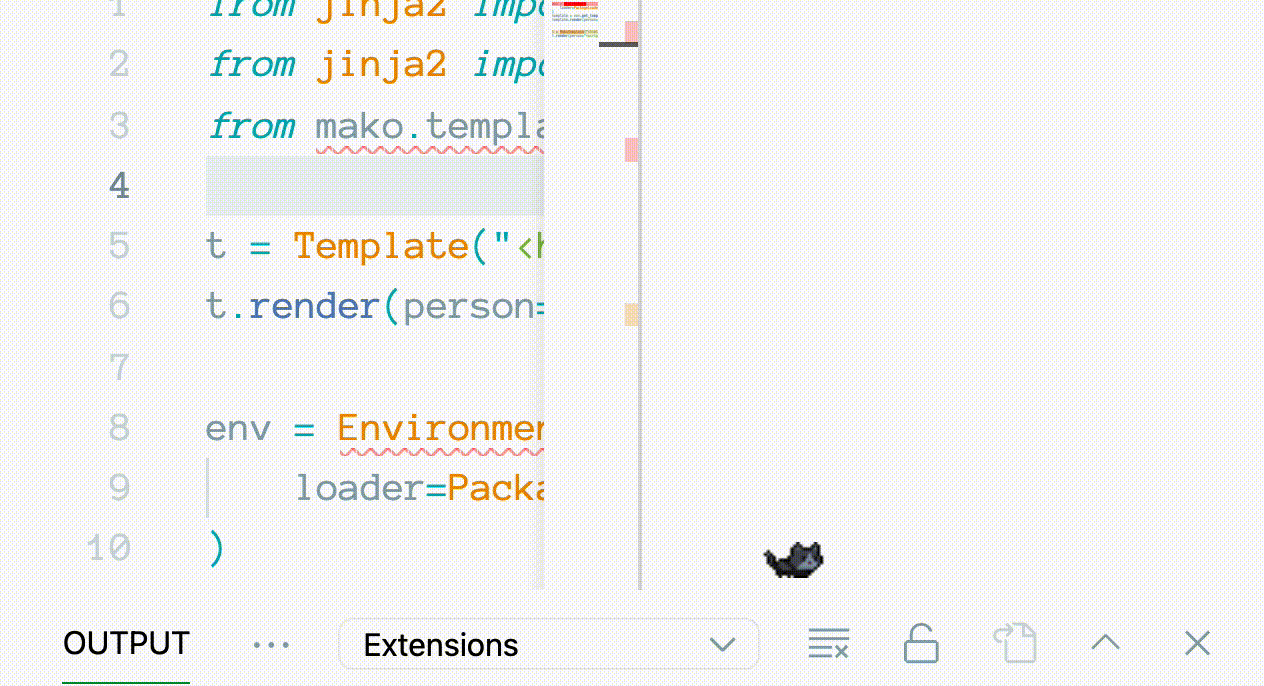 1 from jinja2 impo
2 from jinja2 impo
3 from mako.templa
4
5 t = Template("<h
6 t.render(person=
7
8 env = Environmen
9 loader=Packa
10 )
OUTPUT ··· Extensions